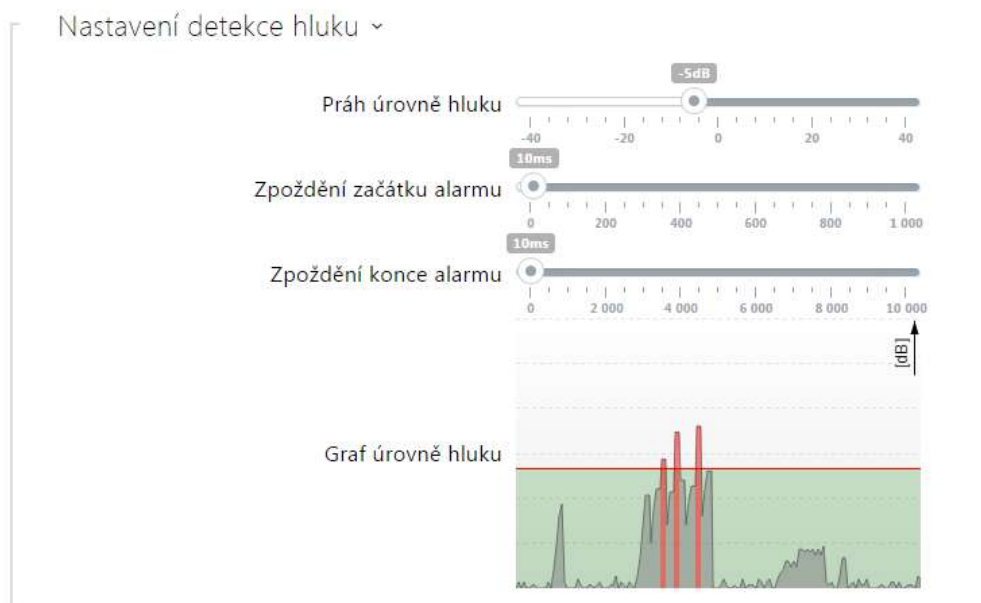 Nastavení detekce hluku
-5dB
Práh úrovně hluku
-40 -20 0 20 40
10ms
Zpoždění začátku alarmu
0 200 400 600 800 1 000
10ms
Zpoždění konce alarmu
0 2 000 4 000 6 000 8 000 10 000
[dB]
Graf úrovně hluku